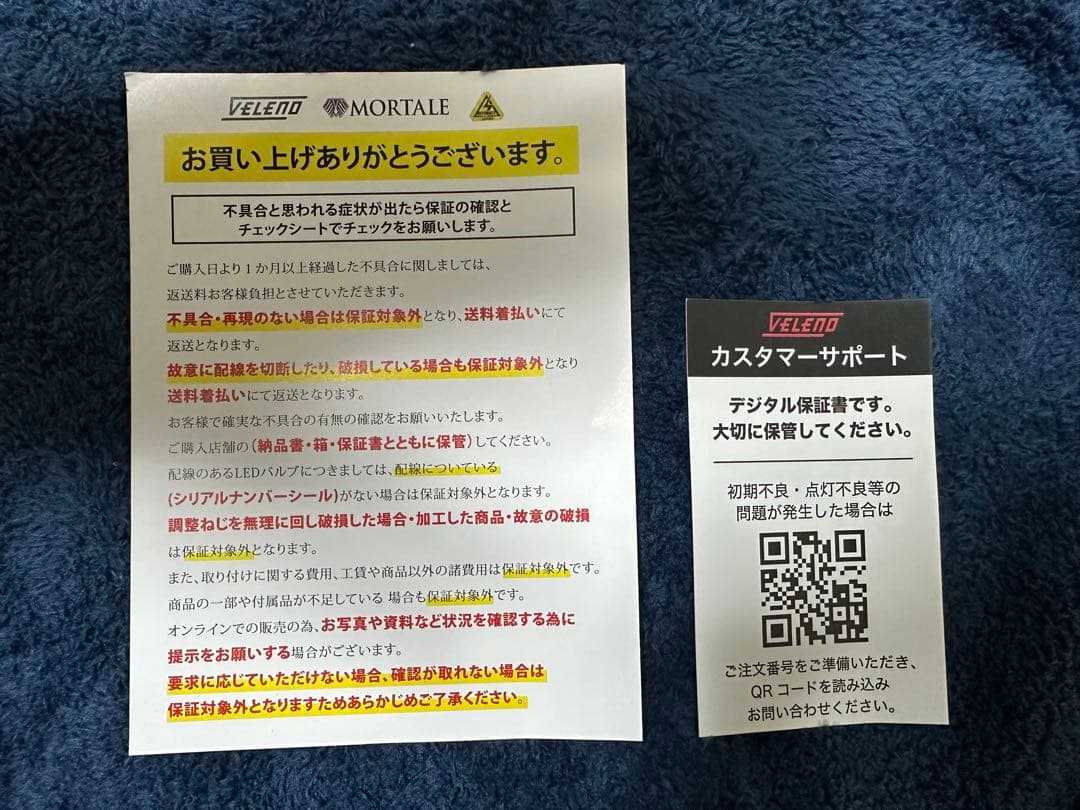 VELENO MORTALE
お買い上げありがとうございます。
不具合と思われる症状が出たら保証の確認と
チェックシートでチェックをお願いします。
ご購入日より1か月以上経過した不具合に関しましては、
返送料お客様負担とさせていただきます。
不具合・再現のない場合は保証対象外となり、送料着払いにて
返送となります。
故意に配線を切断したり、破損している場合も保証対象外となり
送料着払いにて返送となります。
お客様で確実な不具合の有無の確認をお願いいたします。
ご購入店舗の(納品書・箱・保証書とともに保管)してください。
配線のあるLEDバルブにつきましては、配線についている
(シリアルナンバーシール)がない場合は保証対象外となります。
調整ねじを無理に回し破損した場合・加工した商品・故意の破損
は保証対象外となります。
また、取り付けに関する費用、工賃や商品以外の諸費用は保証対象外です。
商品の一部や付属品が不足している 場合も保証対象外です。
オンラインでの販売の為、お写真や資料など状況を確認する為に
提示をお願いする場合がございます。
要求に応じていただけない場合、確認が取れない場合は
保証対象外となりますためあらかじめご了承ください。
VELENO
カスタマーサポート
デジタル保証書です。
大切に保管してください。
初期不良・点灯不良等の
問題が発生した場合は
ご注文番号をご準備いただき、
QRコードを読み込み
お問い合わせください。